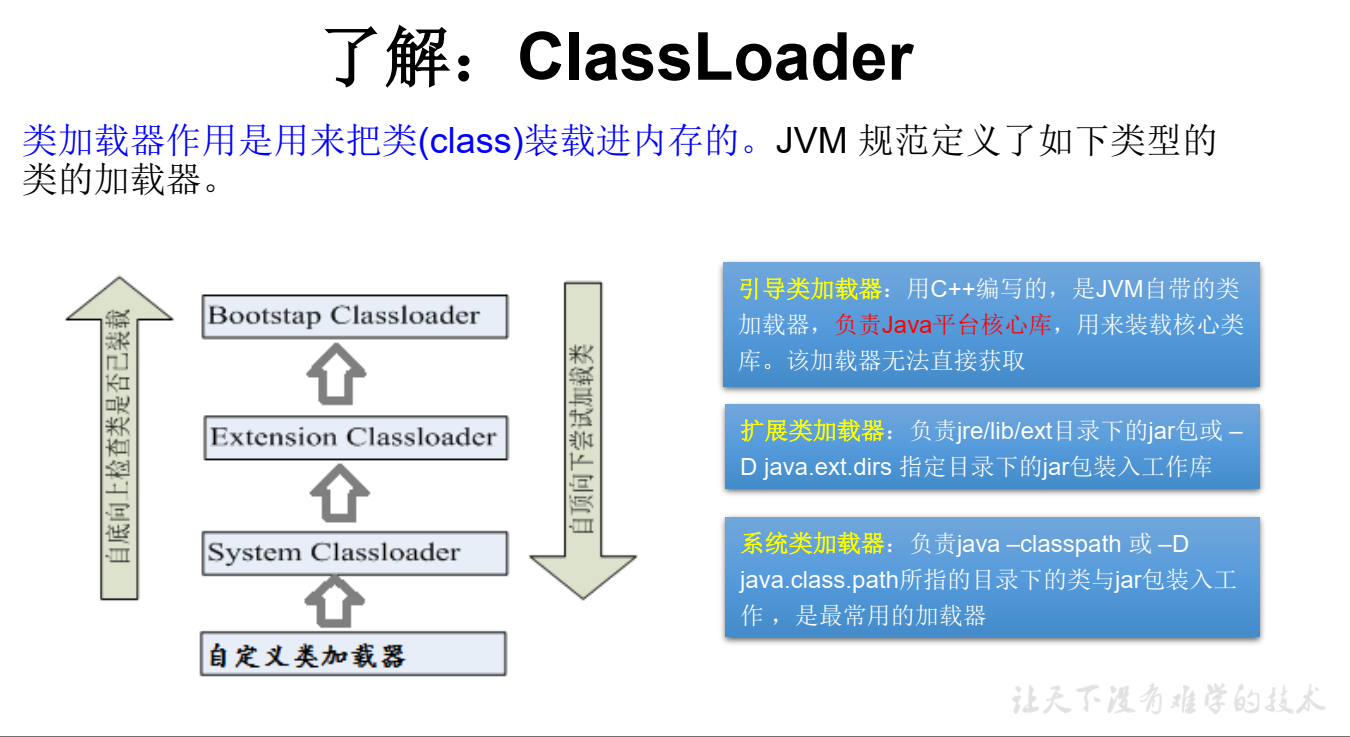 了解：ClassLoader
类加载器作用是用来把类(class)装载进内存的。JVM 规范定义了如下类型的
类的加载器。
自底向上检查类是否已装载
Bootstap Classloader
Extension Classloader
System Classloader
自定义类加载器
自顶向下尝试加载类
引导类加载器：用C++编写的，是JVM自带的类
加载器，负责Java平台核心库，用来装载核心类
库。该加载器无法直接获取
扩展类加载器：负责jre/lib/ext目录下的jar包或 –
D java.ext.dirs 指定目录下的jar包装入工作库
系统类加载器：负责java –classpath 或 –D
java.class.path所指的目录下的类与jar包装入工
作 ，是最常用的加载器
让天下没有难学的技术